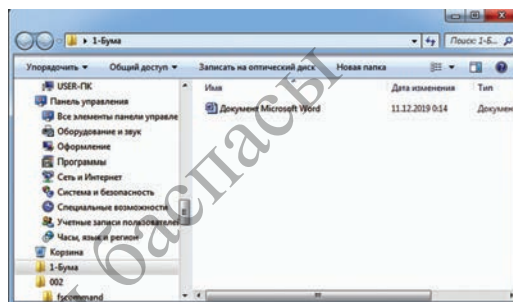 1-Бума
Поиск: 1-Б...
Упорядочить
Общий доступ
Записать на оптический диск
Новая папка
USER-ПК
Панель управления
Все элементы панели управле
Оборудование и звук
Оформление
Программы
Сеть и Интернет
Система и безопасность
Специальные возможности
Учетные записи пользователей
Часы, язык и регион
Корзина
1-Бума
002
fscommand
Имя
Дата изменения
Тип
Документ Microsoft Word
11.12.2019 0:14
Докумен
баспасы